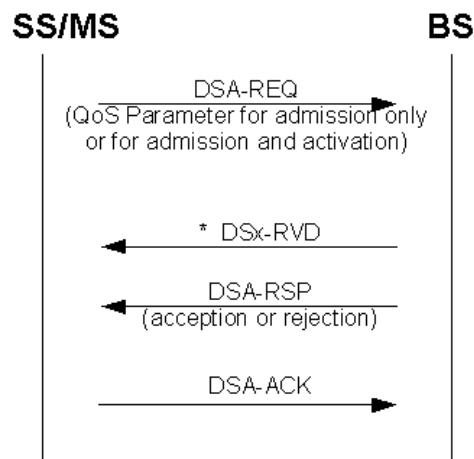 SS/MS BS
DSA-REQ
(QoS Parameter for admission only
or for admission and activation)
* DSx-RVD
DSA-RSP
(acception or rejection)
DSA-ACK